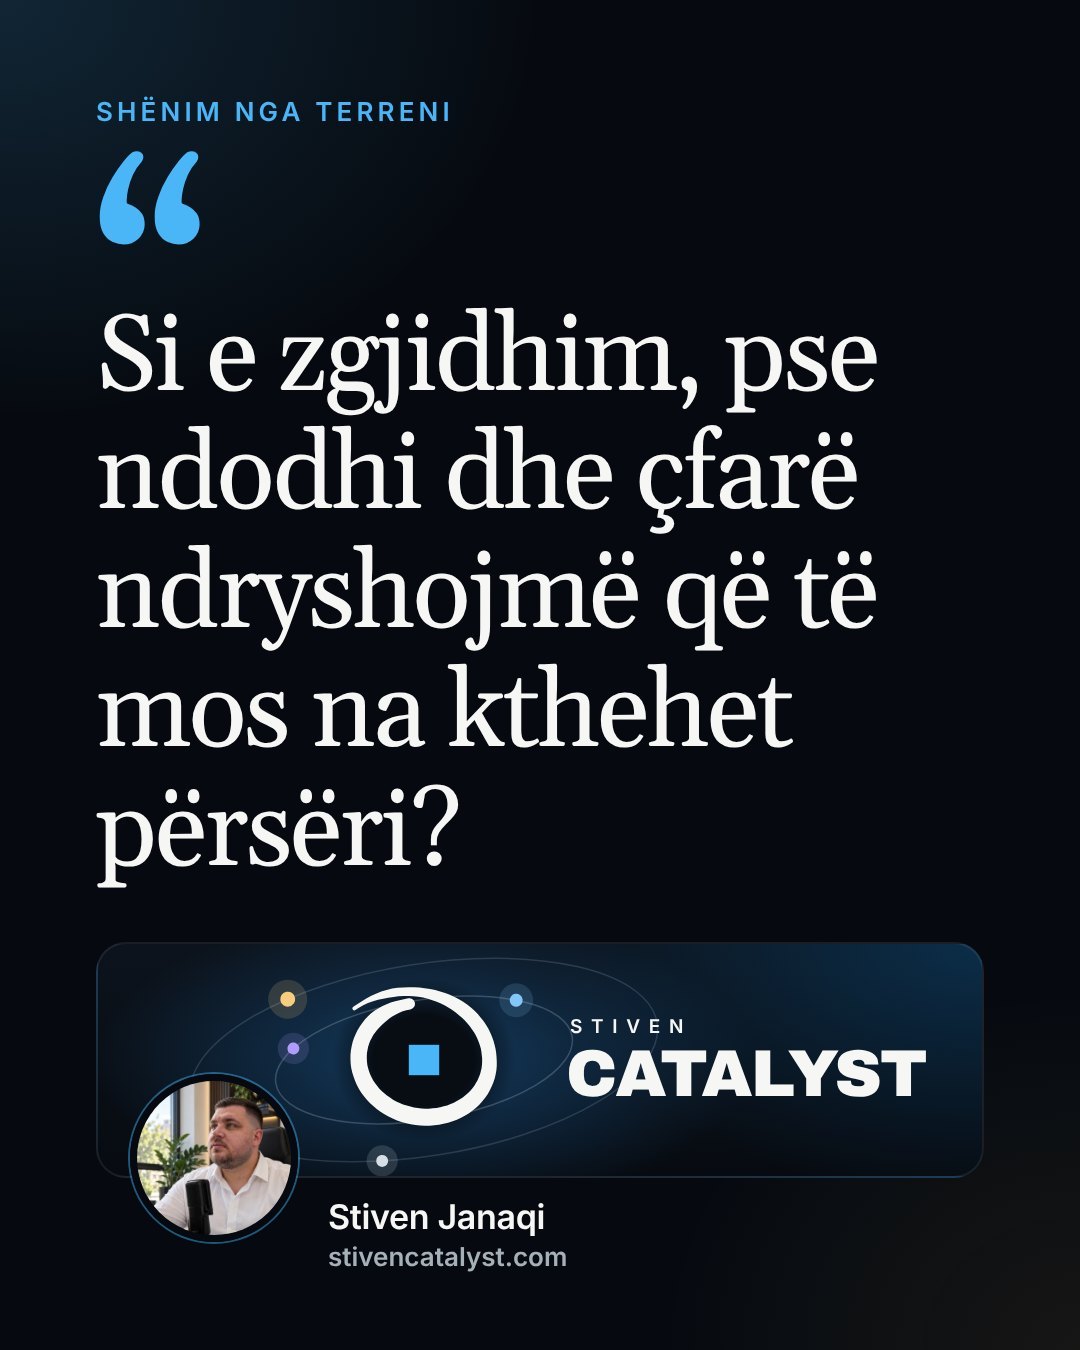 SHËNIM NGA TERRENI
“
Si e zgjidhim, pse
ndodhi dhe çfarë
ndryshojmë që të
mos na kthehet
përsëri?
STIVEN
CATALYST
Stiven Janaqi
stivencatalyst.com